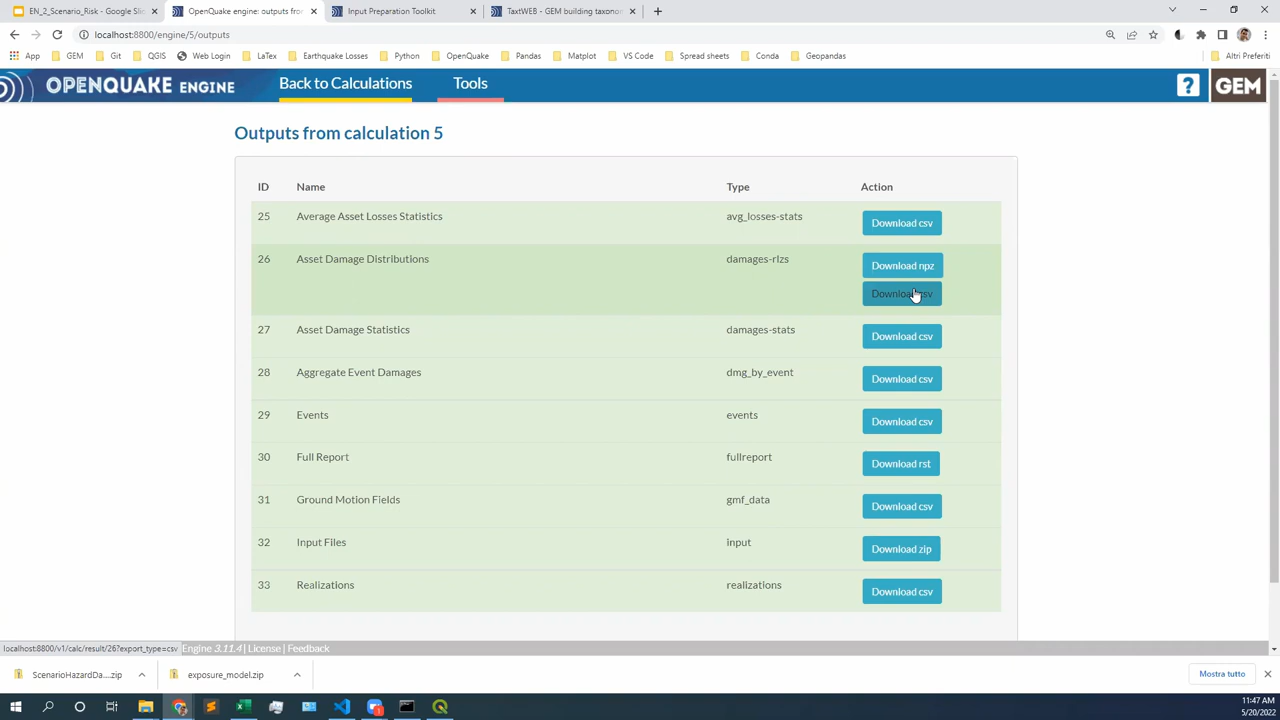 EN_2_Scenario_Risk - Google Sli
OpenQuake engine: outputs fro
Input Preparation Toolkit
TaxtWEB - GEM building taxono
localhost:8800/engine/5/outputs
App
GEM
Git
QGIS
Web Login
LaTex
Earthquake Losses
Python
OpenQuake
Pandas
Matplot
VS Code
Spread sheets
Conda
Geopandas
Altri Preferiti
OPENQUAKE ENGINE
Back to Calculations
Tools
?
GEM
Outputs from calculation 5
ID Name Type Action
25 Average Asset Losses Statistics avg_losses-stats Download csv
26 Asset Damage Distributions damages-rlzs Download npz
Download csv
27 Asset Damage Statistics damages-stats Download csv
28 Aggregate Event Damages dmg_by_event Download csv
29 Events events Download csv
30 Full Report fullreport Download rst
31 Ground Motion Fields gmf_data Download csv
32 Input Files input Download zip
33 Realizations realizations Download csv
localhost:8800/v1/calc/result/26?export_type=csv
Engine 3.11.4 | License | Feedback
ScenarioHazardDa....zip
exposure_model.zip
Mostra tutto
11:47 AM
5/20/2022